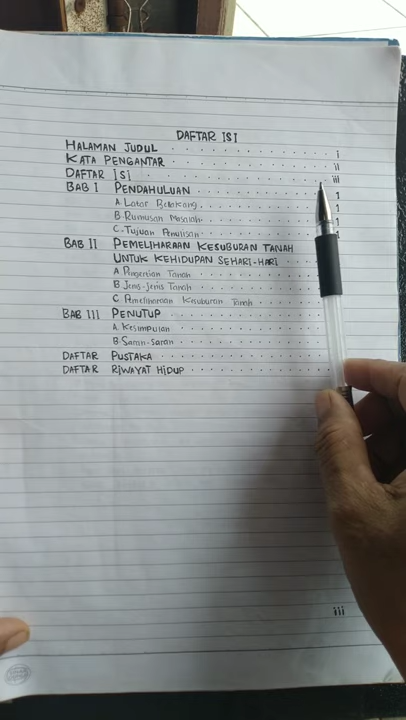 DAFTAR ISI
HALAMAN JUDUL . . . . . . . . . . . . . . . . i
KATA PENGANTAR . . . . . . . . . . . . . . . ii
DAFTAR ISI . . . . . . . . . . . . . . . . . . iii
BAB I PENDAHULUAN . . . . . . . . . . . . 1
A. Latar Belakang . . . . . . . . . . . . 1
B. Rumusan Masalah . . . . . . . . . . . 1
C. Tujuan Penulisan . . . . . . . . . . . 1
BAB II PEMELIHARAAN KESUBURAN TANAH
UNTUK KEHIDUPAN SEHARI-HARI . . .
A. Pengertian Tanah . . . . . . . . . . .
B. Jenis-Jenis Tanah . . . . . . . . . . .
C. Pemeliharaan Kesuburan Tanah . . . . .
BAB III PENUTUP . . . . . . . . . . . . . .
A. Kesimpulan . . . . . . . . . . . . . .
B. Saran-Saran . . . . . . . . . . . . . .
DAFTAR PUSTAKA . . . . . . . . . . . . . .
DAFTAR RIWAYAT HIDUP . . . . . . . . . . .
iii